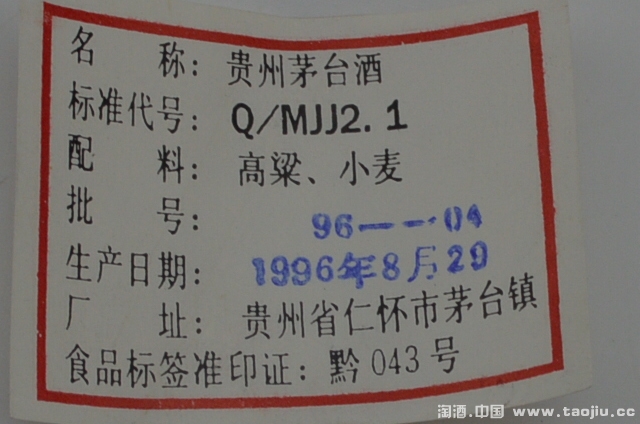 名 称：贵州茅台酒
标准代号：Q/MJJ2.1
配 料：高粱、小麦
批 号：96——04
生产日期：1996年8月29
厂 址：贵州省仁怀市茅台镇
食品标签准印证：黔043号
淘酒.中国 www.taojiu.cc